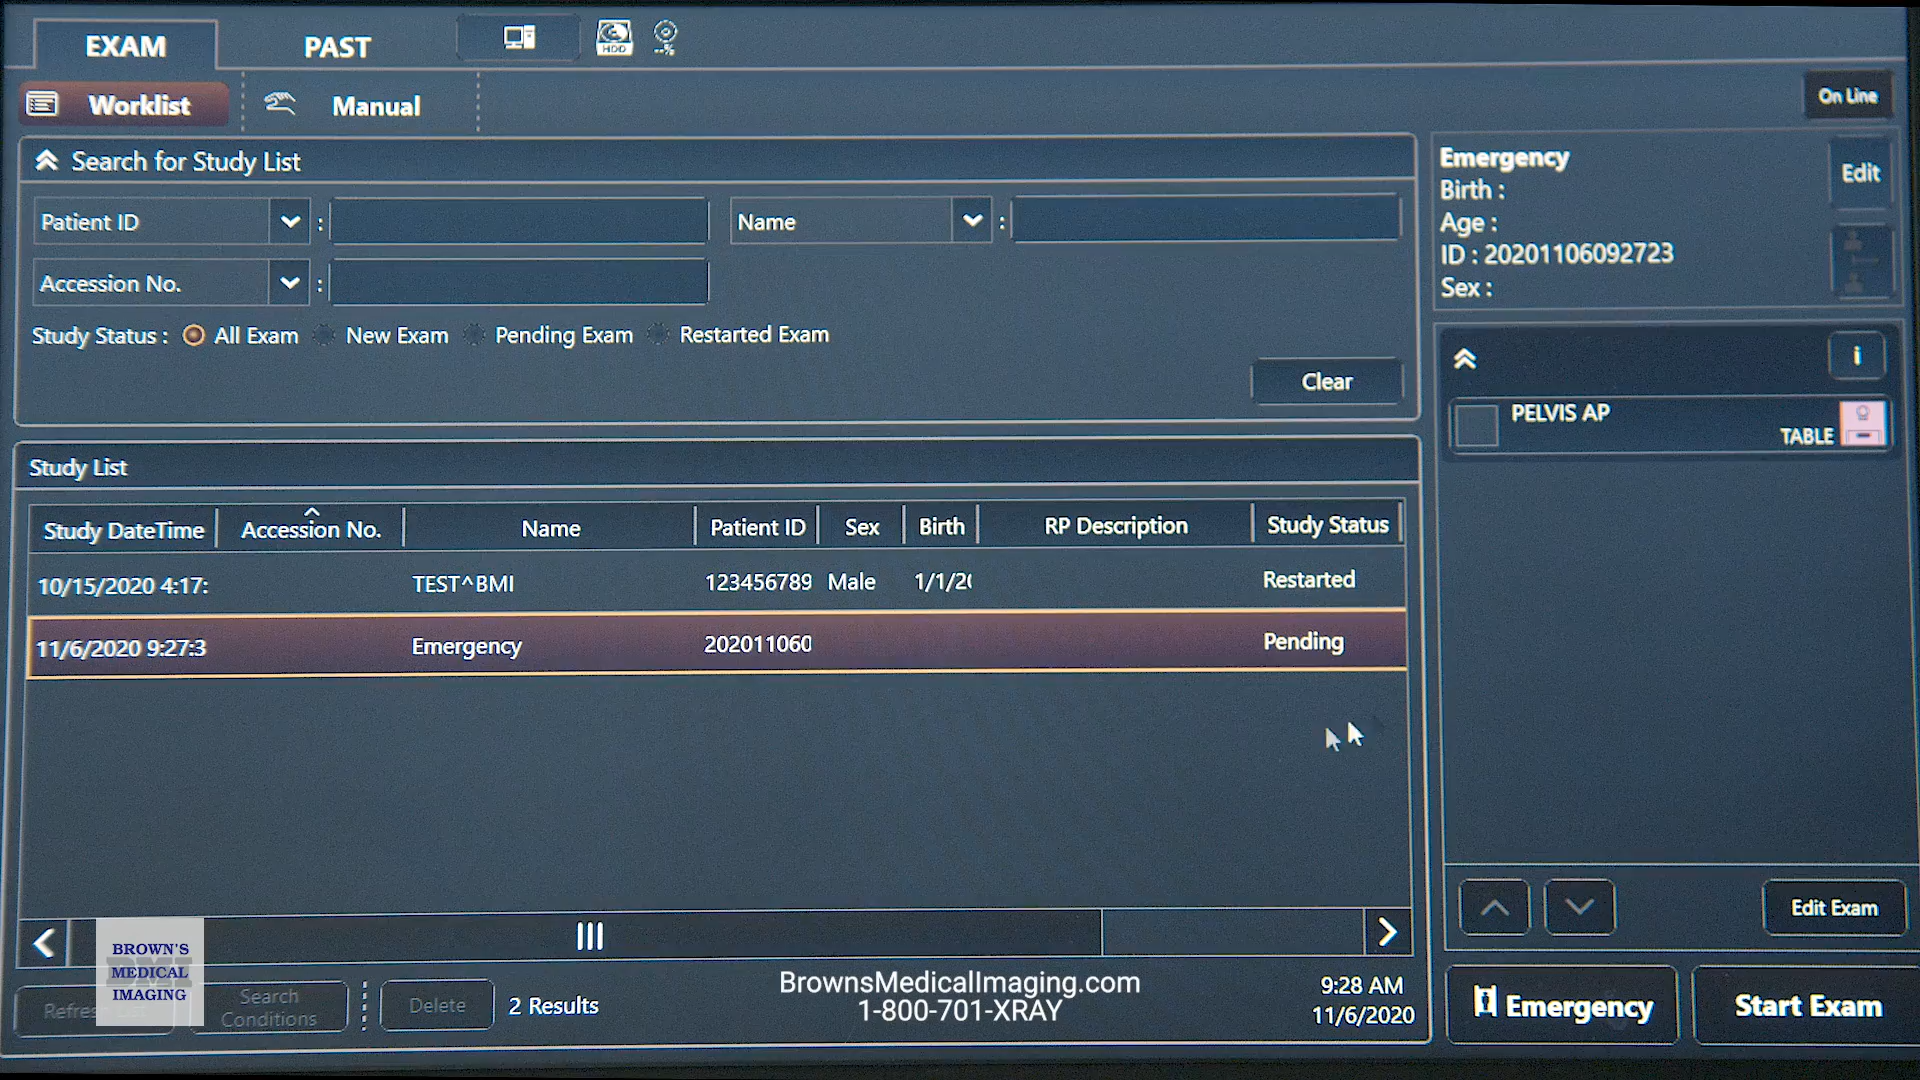 EXAM PAST HDD --%
Worklist Manual On Line
Search for Study List
Patient ID : Name :
Accession No. :
Study Status : All Exam New Exam Pending Exam Restarted Exam
Clear
Emergency
Edit
Birth :
Age :
ID : 20201106092723
Sex :
i
PELVIS AP
TABLE
Study List
Study DateTime Accession No. Name Patient ID Sex Birth RP Description Study Status
10/15/2020 4:17: TEST^BMI 123456789 Male 1/1/20 Restarted
11/6/2020 9:27:3 Emergency 202011060 Pending
Edit Exam
BROWN'S
MEDICAL
IMAGING
BMI
Search
Conditions
Delete
2 Results
BrownsMedicalImaging.com
1-800-701-XRAY
9:28 AM
11/6/2020
Emergency
Start Exam